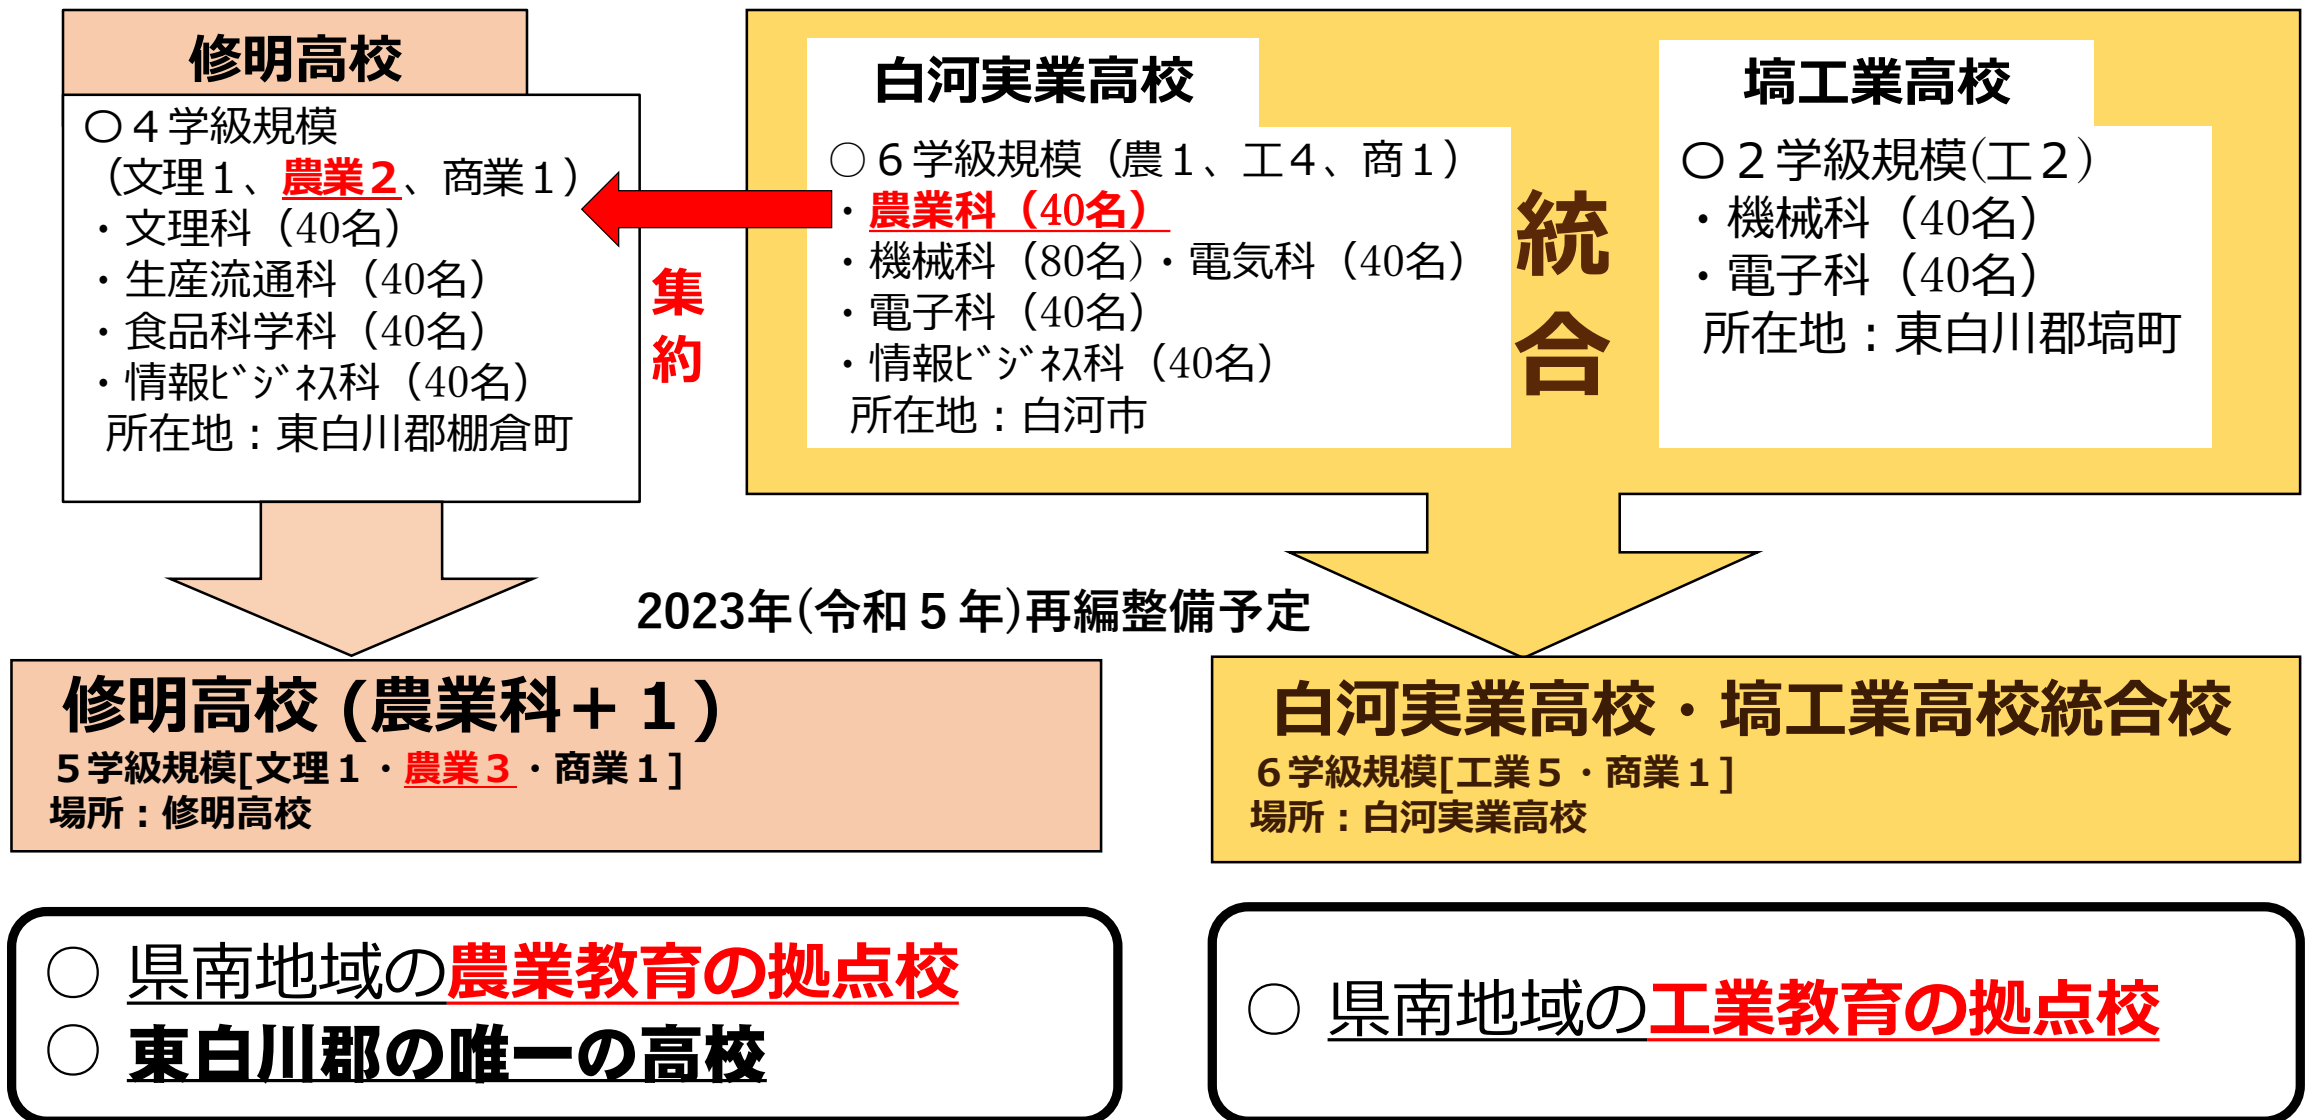 修明高校
〇４学級規模
（文理１、農業２、商業１）
・文理科（40名）
・生産流通科（40名）
・食品科学科（40名）
・情報ﾋﾞｼﾞﾈｽ科（40名）
所在地：東白川郡棚倉町
集約
白河実業高校
○６学級規模（農１、工４、商１）
・農業科（40名）
・機械科（80名）・電気科（40名）
・電子科（40名）
・情報ﾋﾞｼﾞﾈｽ科（40名）
所在地：白河市
統合
塙工業高校
〇２学級規模(工２）
・機械科（40名）
・電子科（40名）
所在地：東白川郡塙町
2023年(令和５年)再編整備予定
修明高校 (農業科＋１)
５学級規模[文理１・農業３・商業１]
場所：修明高校
白河実業高校・塙工業高校統合校
６学級規模[工業５・商業１]
場所：白河実業高校
○ 県南地域の農業教育の拠点校
○ 東白川郡の唯一の高校
○ 県南地域の工業教育の拠点校